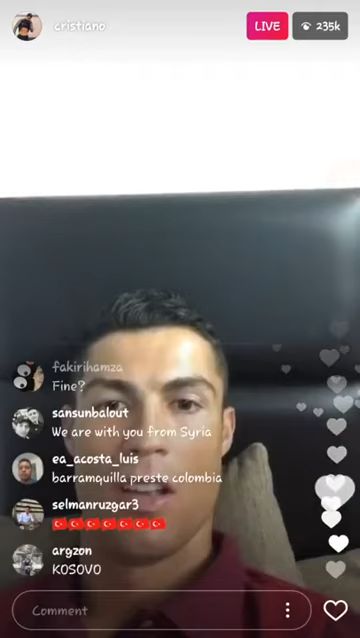 cristiano
LIVE
235k
fakirihamza
Fine?
sansunbalout
We are with you from Syria
ea_acosta_luis
barramquilla preste colombia
selmanruzgar3
🇹🇷🇹🇷🇹🇷🇹🇷🇹🇷🇹🇷🇹🇷
argzon
KOSOVO
Comment